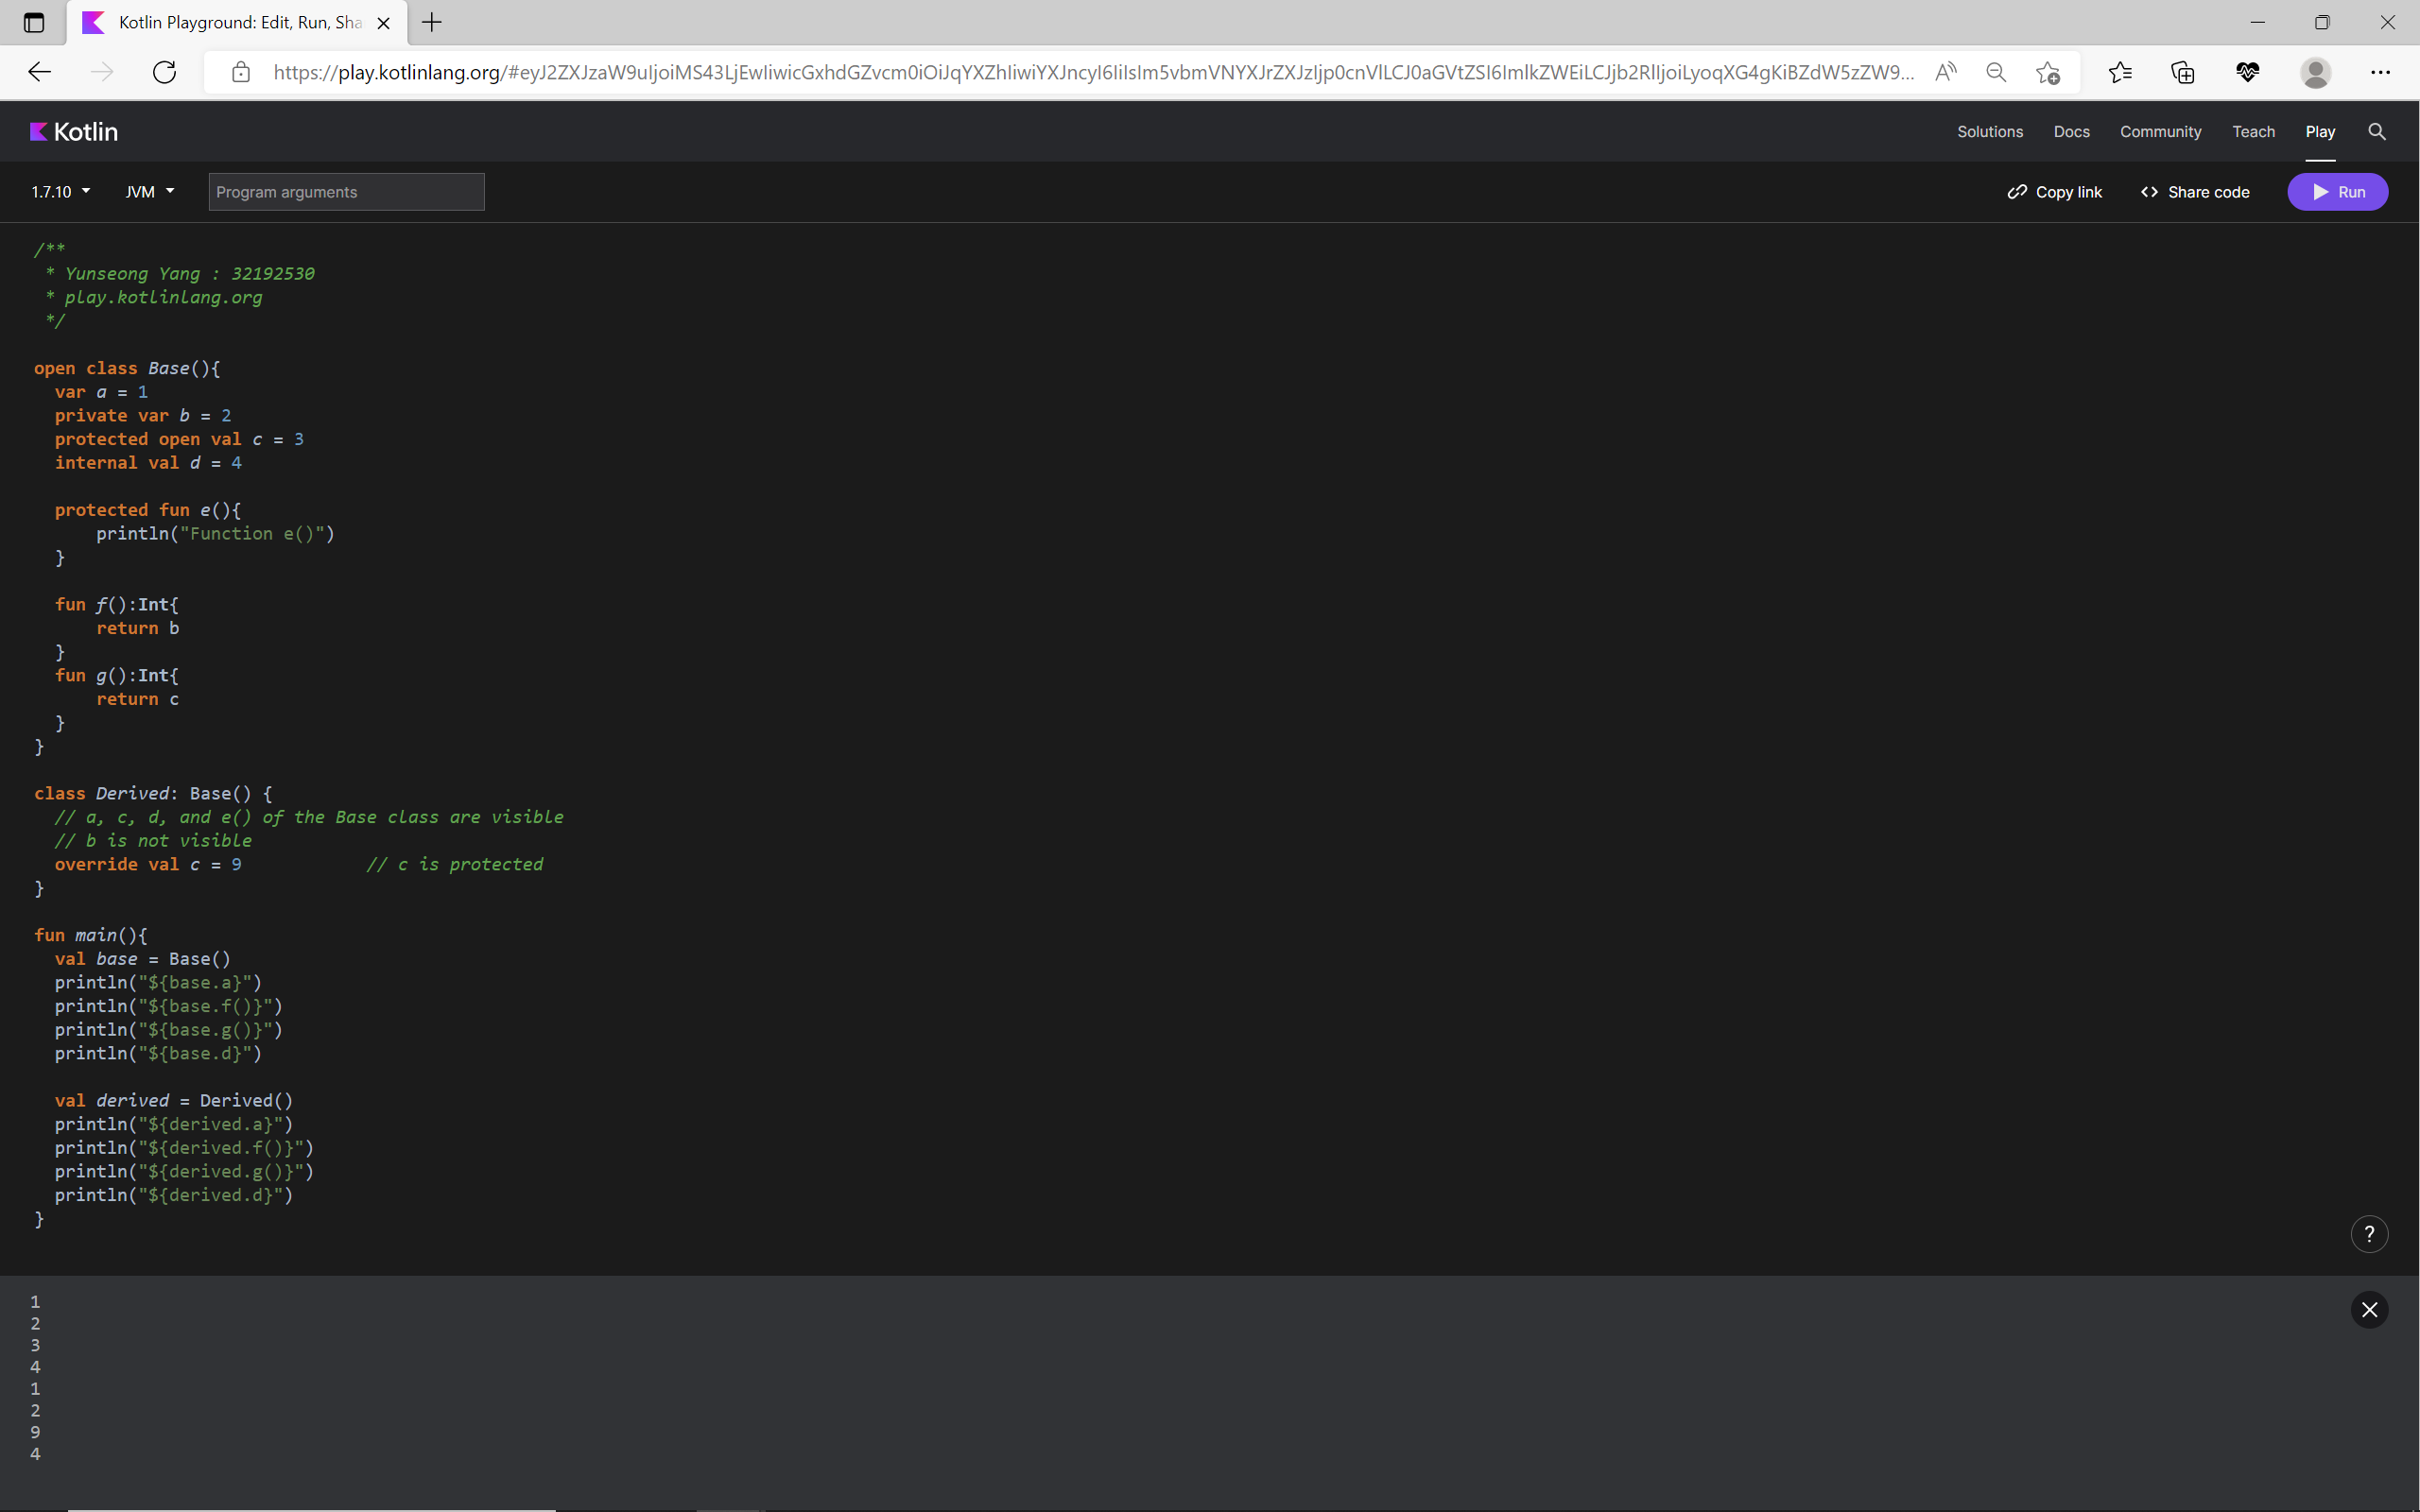 Kotlin Playground: Edit, Run, Sha
Kotlin
Solutions Docs Community Teach Play
1.7.10 JVM Program arguments Copy link <> Share code Run
/**
 * Yunseong Yang : 32192530
 * play.kotlinlang.org
 */
open class Base(){
  var a = 1
  private var b = 2
  protected open val c = 3
  internal val d = 4
  protected fun e(){
      println("Function e()")
  }
  fun f():Int{
      return b
  }
  fun g():Int{
      return c
  }
}
class Derived: Base() {
  // a, c, d, and e() of the Base class are visible
  // b is not visible
  override val c = 9            // c is protected
}
fun main(){
  val base = Base()
  println("${base.a}")
  println("${base.f()}")
  println("${base.g()}")
  println("${base.d}")
  val derived = Derived()
  println("${derived.a}")
  println("${derived.f()}")
  println("${derived.g()}")
  println("${derived.d}")
}
?
1
2
3
4
1
2
9
4